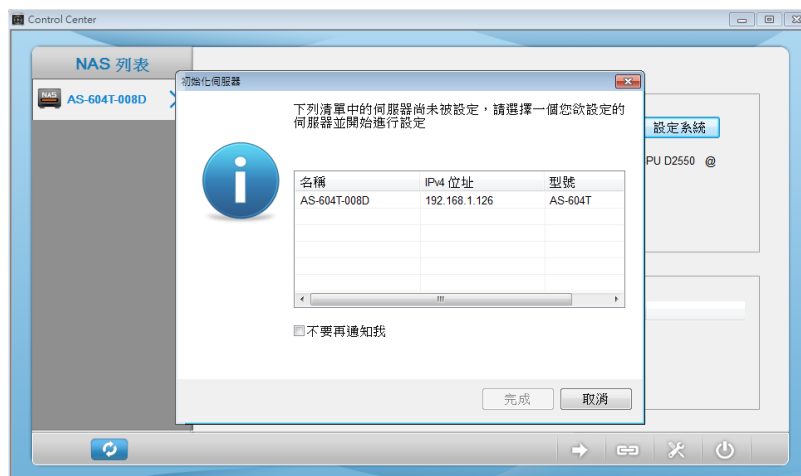 Control Center
NAS 列表
NAS
AS-604T-008D
初始化伺服器
下列清單中的伺服器尚未被設定，請選擇一個您欲設定的
伺服器並開始進行設定
名稱 IPv4 位址 型號
AS-604T-008D 192.168.1.126 AS-604T
不要再通知我
完成 取消
設定系統
PU D2550 @